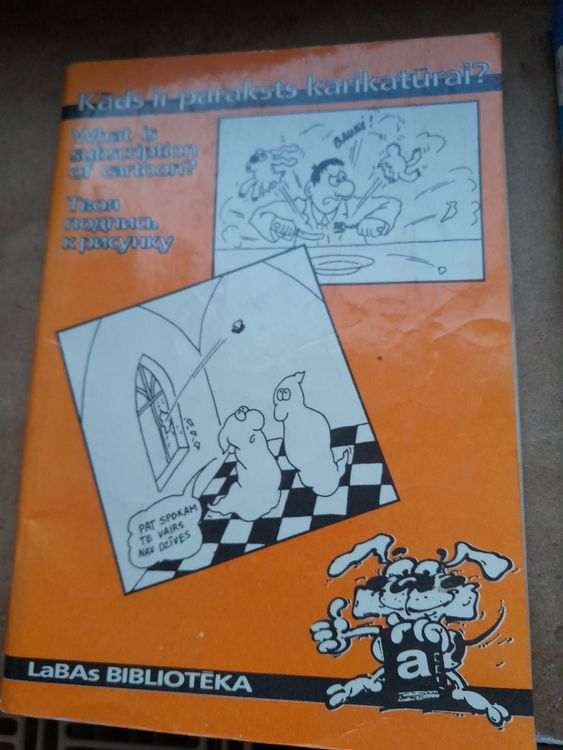 Kāds ir paraksts karikatūrai?
What is
subscription
of cartoon?
Твоя
подпись
к рисунку
BAUKŠ!
PAT SPOKAM
TE VAIRS
NAV DZĪVES
a
LaBAs BIBLIOTĒKA